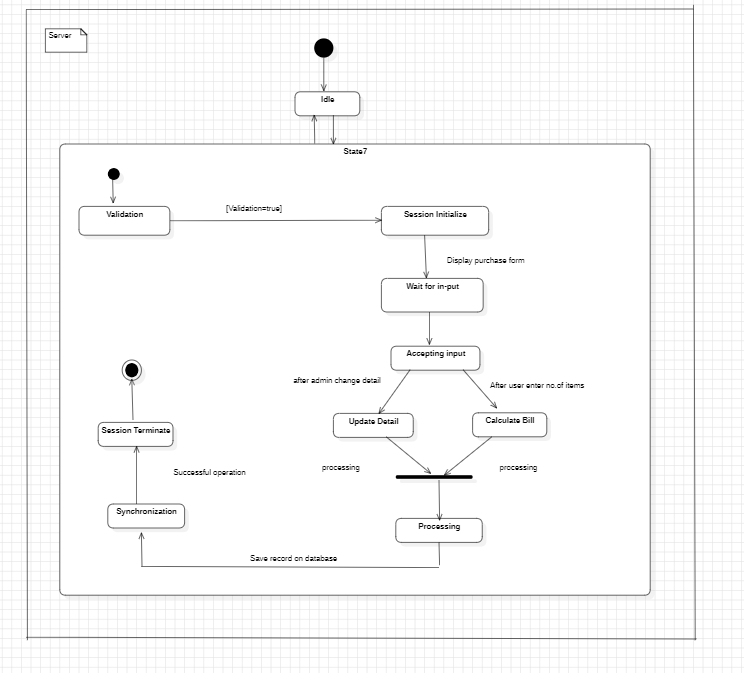 Server
Idle
State7
[Validation=true]
Validation
Session Initialize
Display purchase form
Wait for in-put
Accepting input
after admin change detail
After user enter no.of items
Update Detail
Calculate Bill
Session Terminate
processing
processing
Successful operation
Synchronization
Processing
Save record on database